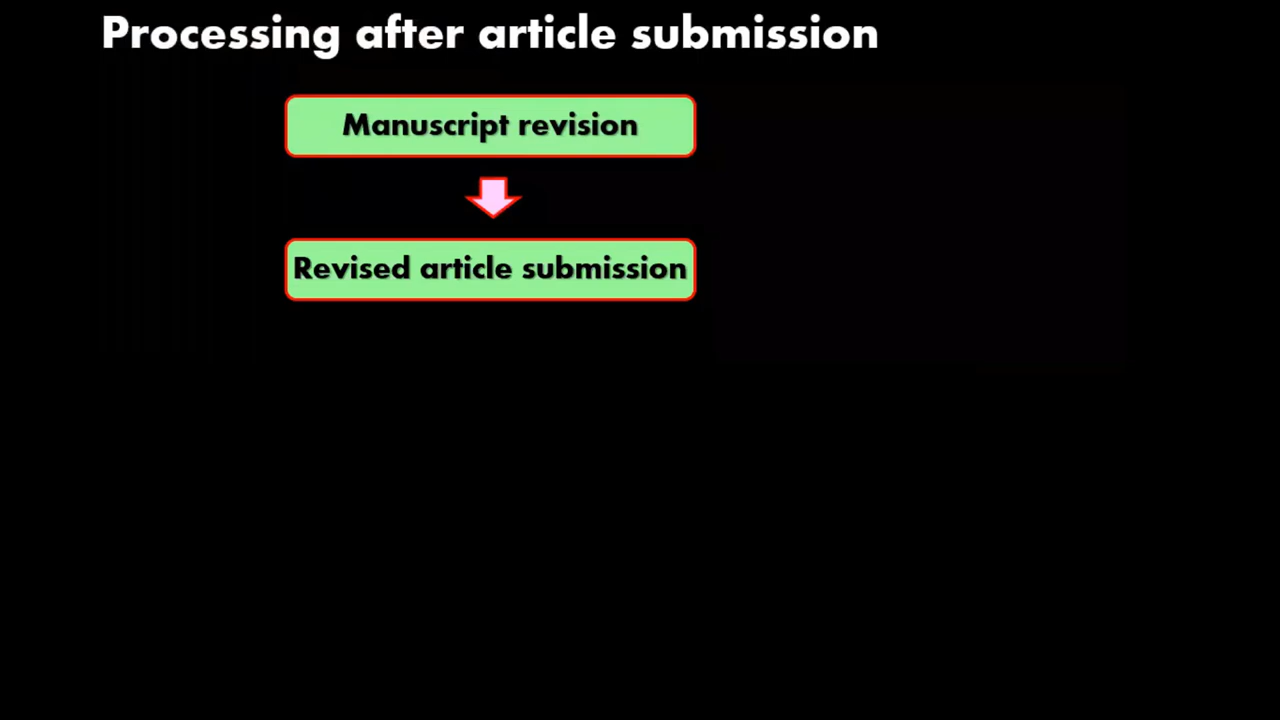 Processing after article submission
Manuscript revision
Revised article submission